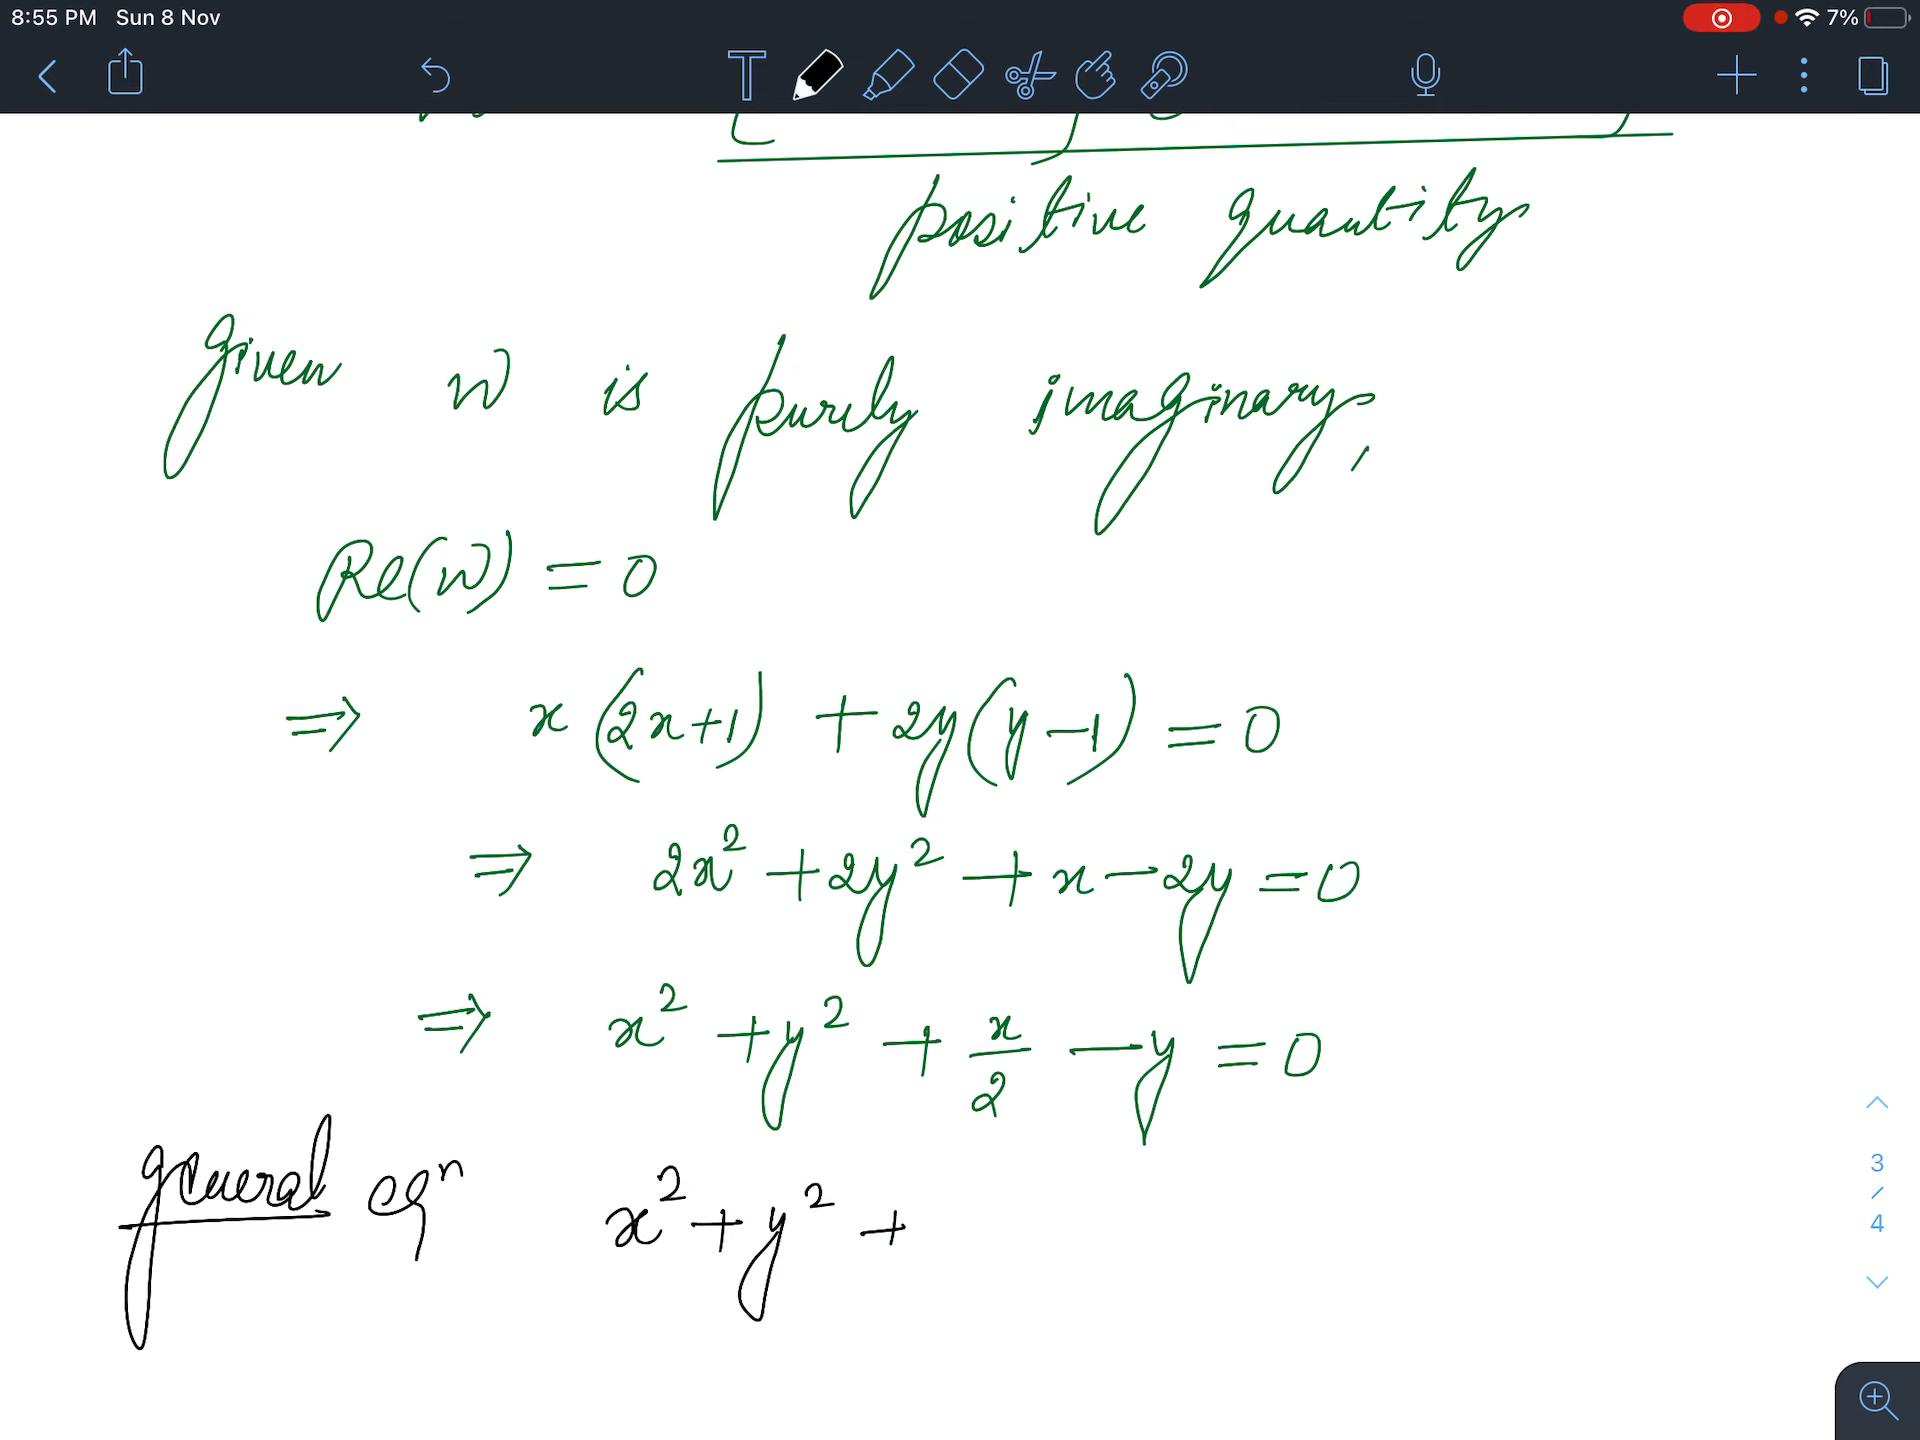 8:55 PM Sun 8 Nov 7%
T
positive quantity
given w is purely imaginary,
Re(w) = 0
⇒ x(2x+1) + 2y(y-1) = 0
⇒ 2x² + 2y² + x - 2y = 0
⇒ x² + y² + x/2 - y = 0
general eqⁿ x² + y² +
3
/
4